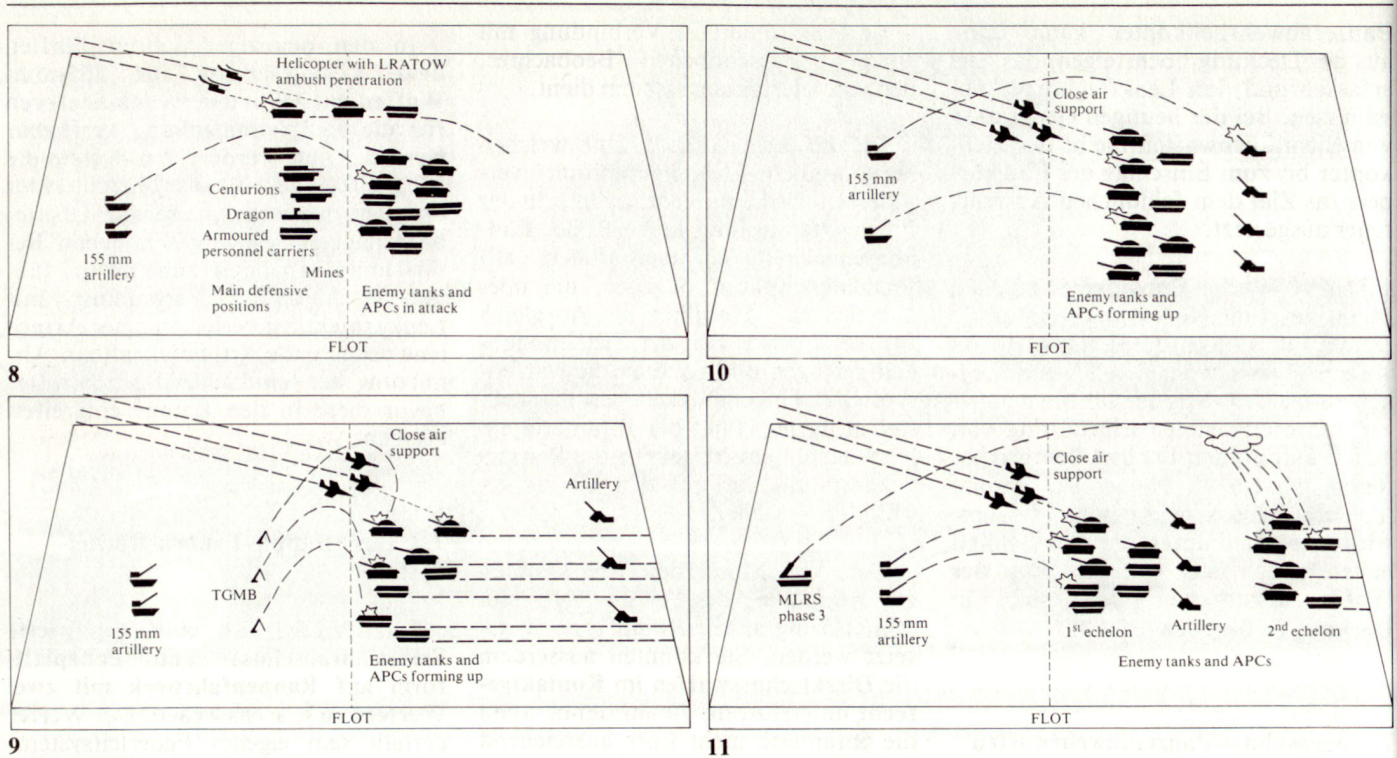 Helicopter with LRATOW
ambush penetration
Centurions
Dragon
Armoured
personnel carrier
155 mm
artillery
Mines
Main defensive
positions
Enemy tanks and
APCs in attack
FLOT
8
Close air
support
155 mm
artillery
Enemy tanks and
APCs forming up
FLOT
10
Close air
support
Artillery
TGMB
155 mm
artillery
Enemy tanks and
APCs forming up
FLOT
9
Close air
support
MLRS
phase 3
155 mm
artillery
1st echelon
Artillery
2nd echelon
Enemy tanks and APCs
FLOT
11